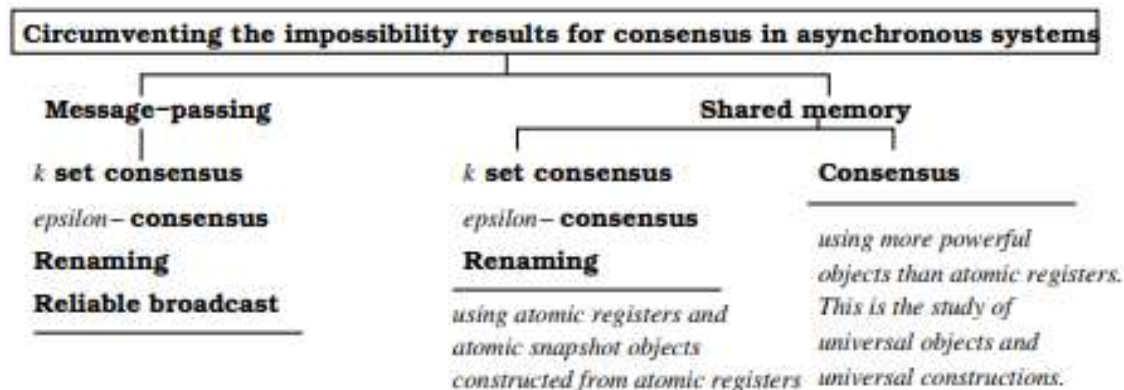 Circumventing the impossibility results for consensus in asynchronous systems
Message-passing
k set consensus
epsilon- consensus
Renaming
Reliable broadcast
Shared memory
k set consensus
epsilon- consensus
Renaming
using atomic registers and
atomic snapshot objects
constructed from atomic registers
Consensus
using more powerful
objects than atomic registers.
This is the study of
universal objects and
universal constructions.